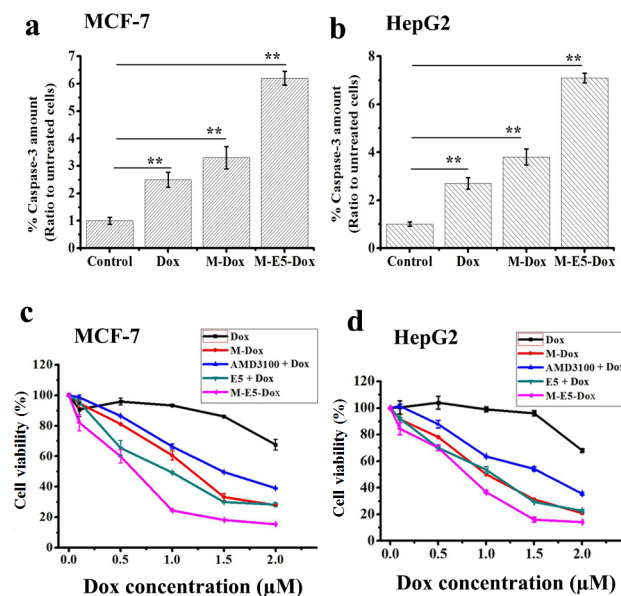 a
MCF-7
% Caspase-3 amount
(Ratio to untreated cells)
7
6
5
4
3
2
1
0
**
**
**
Control Dox M-Dox M-E5-Dox
b
HepG2
% Caspase-3 amount
(Ratio to untreated cells)
8
6
4
2
0
**
**
**
Control Dox M-Dox M-E5-Dox
c
MCF-7
Dox
M-Dox
AMD3100 + Dox
E5 + Dox
M-E5-Dox
Cell viability (%)
120
100
80
60
40
20
0
0.0 0.5 1.0 1.5 2.0
Dox concentration (μM)
d
HepG2
Dox
M-Dox
AMD3100 + Dox
E5 + Dox
M-E5-Dox
Cell viability (%)
120
100
80
60
40
20
0
0.0 0.5 1.0 1.5 2.0
Dox concentration (μM)